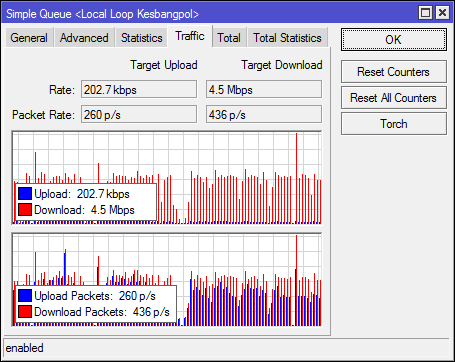 Simple Queue <Local Loop Kesbangpol>
General Advanced Statistics Traffic Total Total Statistics
Target Upload Target Download
Rate: 202.7 kbps 4.5 Mbps
Packet Rate: 260 p/s 436 p/s
Upload: 202.7 kbps
Download: 4.5 Mbps
Upload Packets: 260 p/s
Download Packets: 436 p/s
OK
Reset Counters
Reset All Counters
Torch
enabled